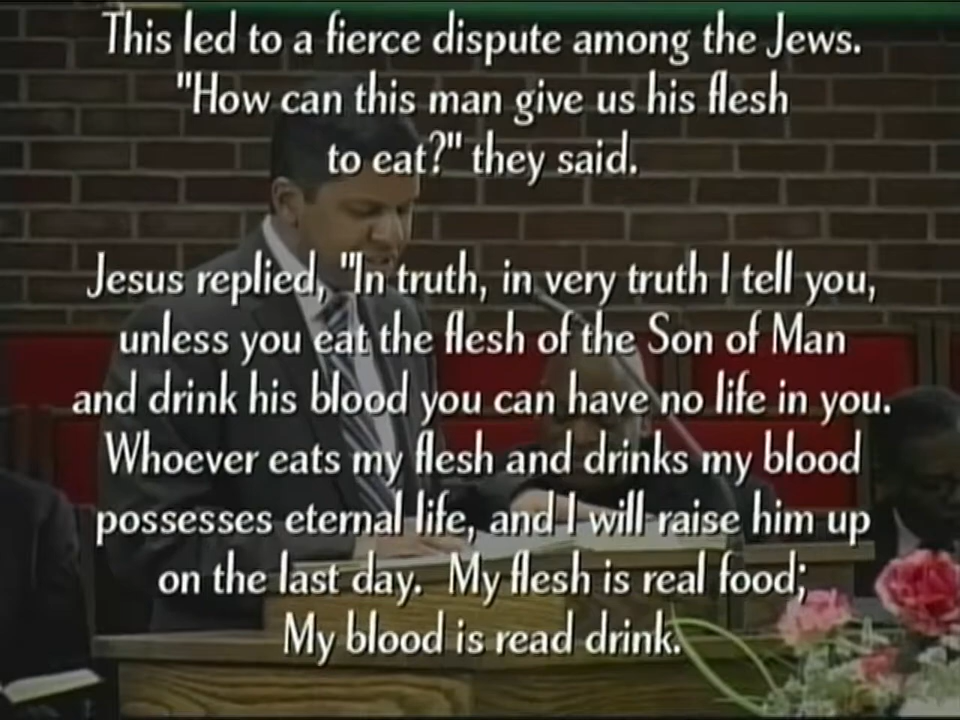 This led to a fierce dispute among the Jews.
"How can this man give us his flesh
to eat?" they said.
Jesus replied, "In truth, in very truth I tell you,
unless you eat the flesh of the Son of Man
and drink his blood you can have no life in you.
Whoever eats my flesh and drinks my blood
possesses eternal life, and I will raise him up
on the last day. My flesh is real food;
My blood is read drink.